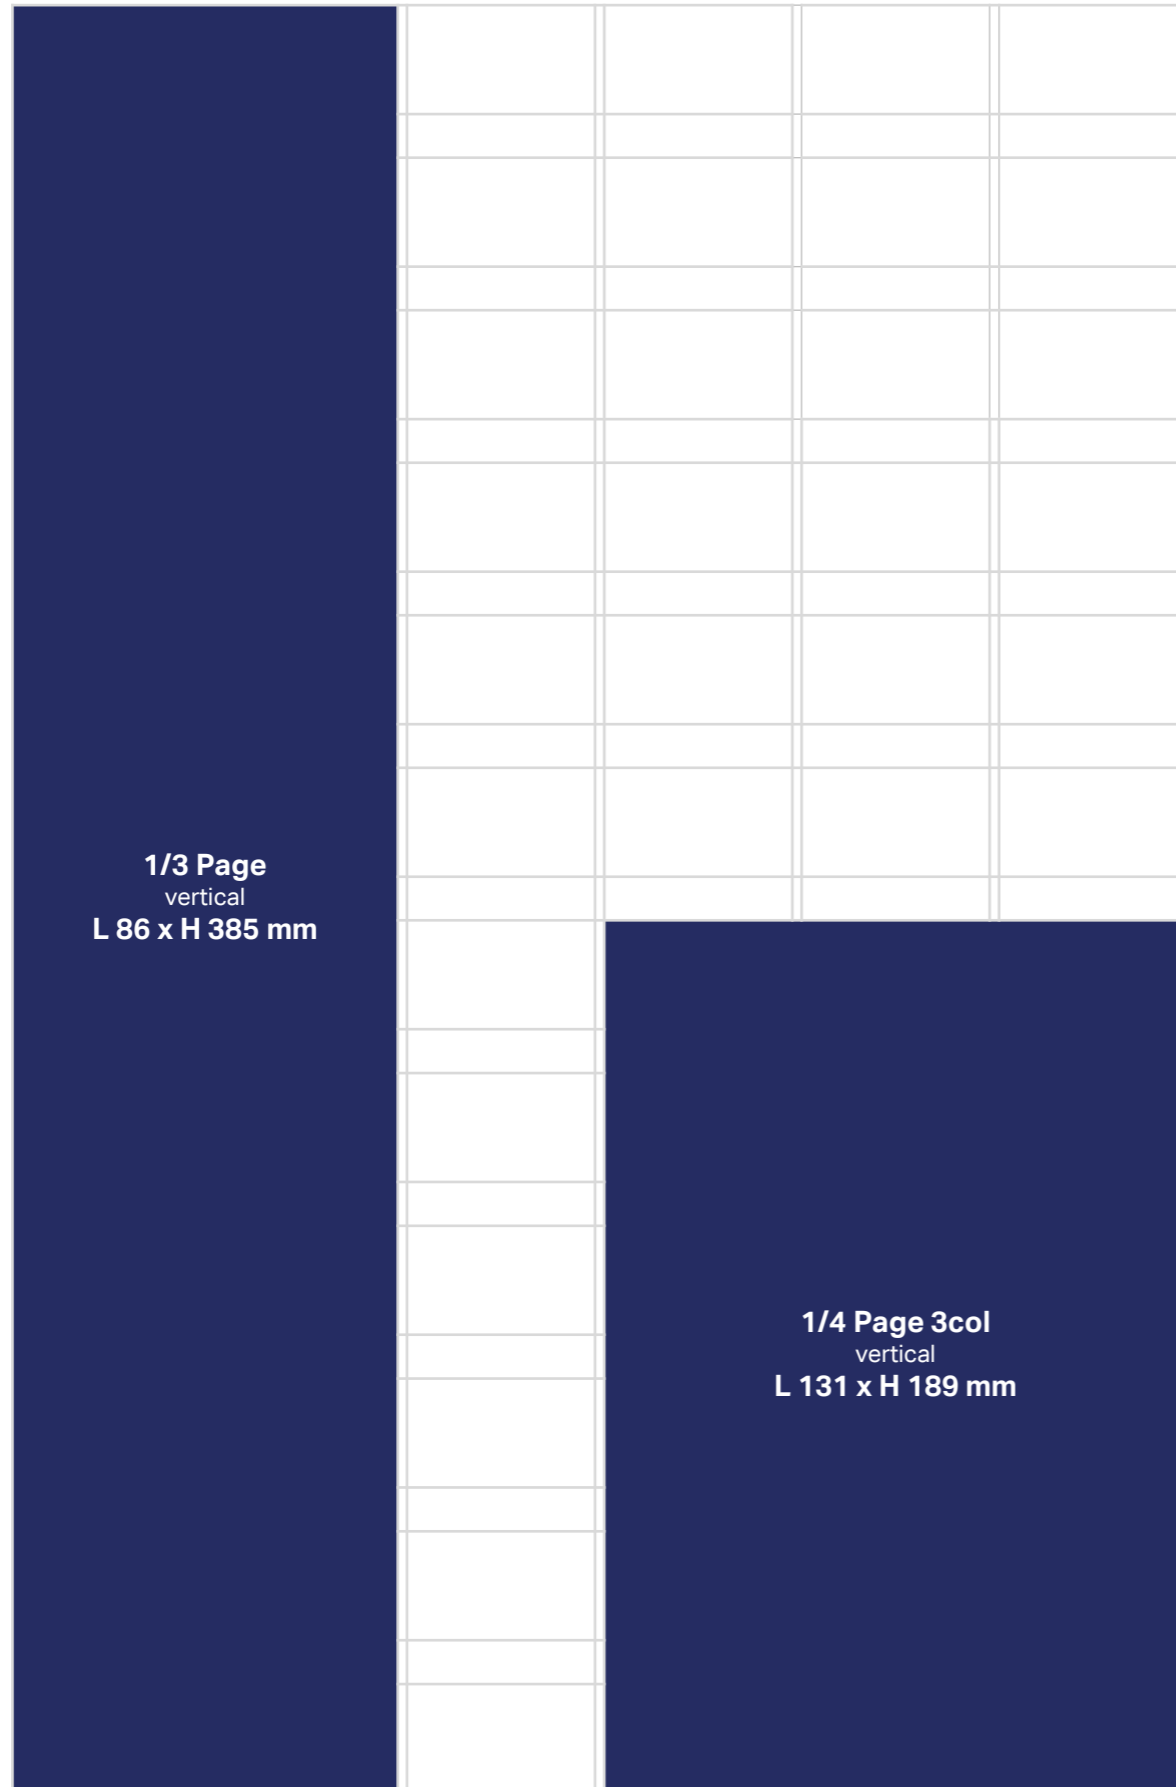 1/3 Page
vertical
L 86 x H 385 mm
1/4 Page 3col
vertical
L 131 x H 189 mm